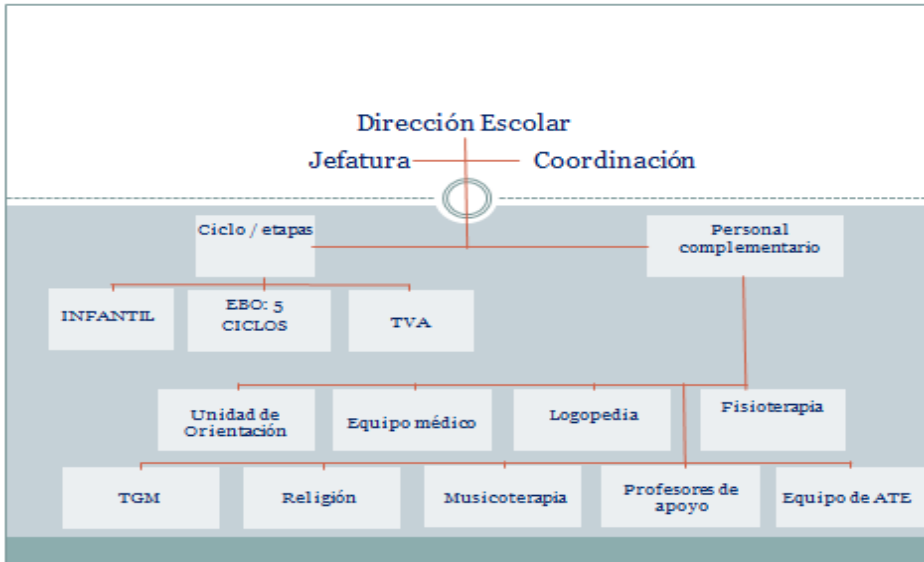 Dirección Escolar
Jefatura
Coordinación
Ciclo / etapas
Personal
complementario
INFANTIL
EBO: 5
CICLOS
TVA
Unidad de
Orientación
Equipo médico
Logopedia
Fisioterapia
TGM
Religión
Musicoterapia
Profesores de
apoyo
Equipo de ATE